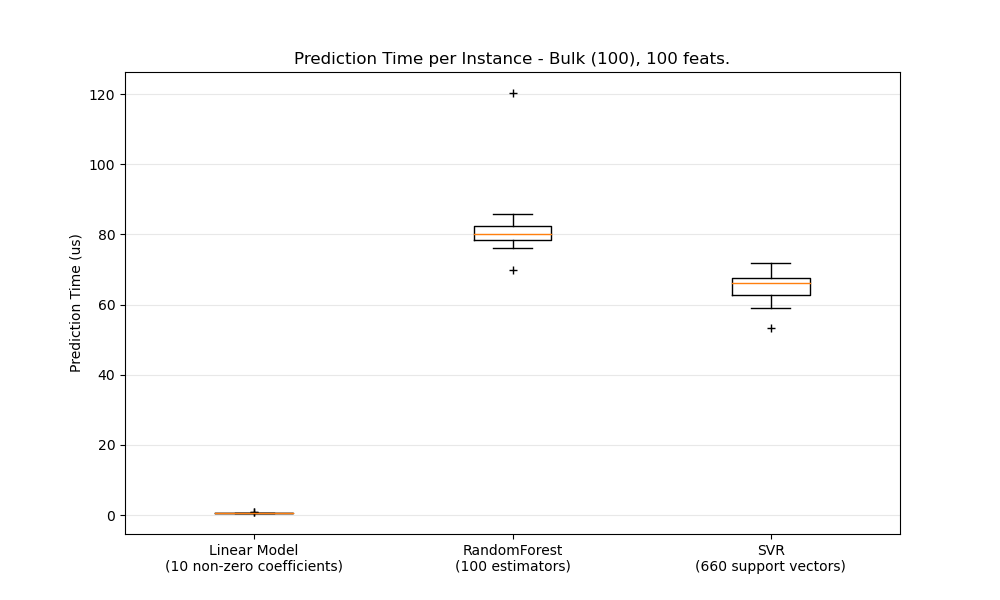 Prediction Time per Instance - Bulk (100), 100 feats.
Prediction Time (us)
120
100
80
60
40
20
0
Linear Model
(10 non-zero coefficients)
RandomForest
(100 estimators)
SVR
(660 support vectors)